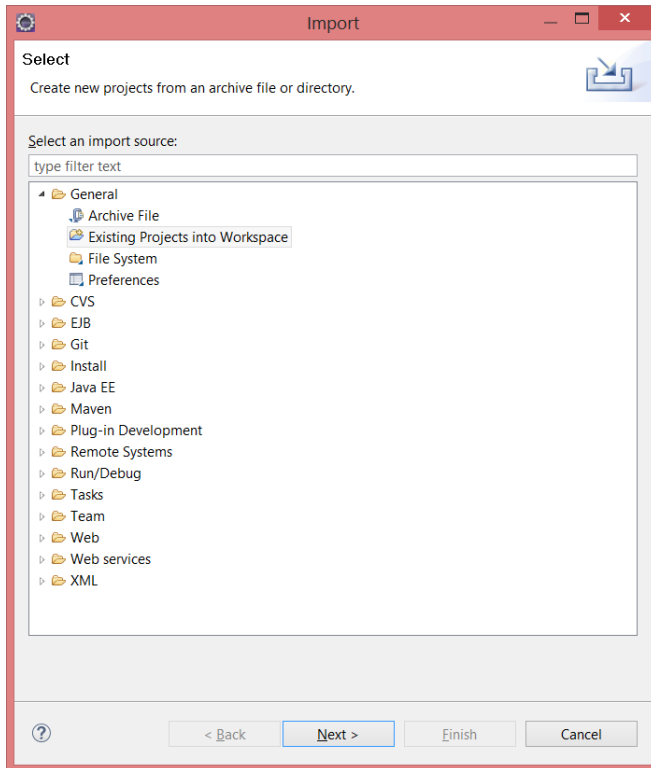 Import
Select
Create new projects from an archive file or directory.
Select an import source:
type filter text
General
Archive File
Existing Projects into Workspace
File System
Preferences
CVS
EJB
Git
Install
Java EE
Maven
Plug-in Development
Remote Systems
Run/Debug
Tasks
Team
Web
Web services
XML
? < Back Next > Finish Cancel